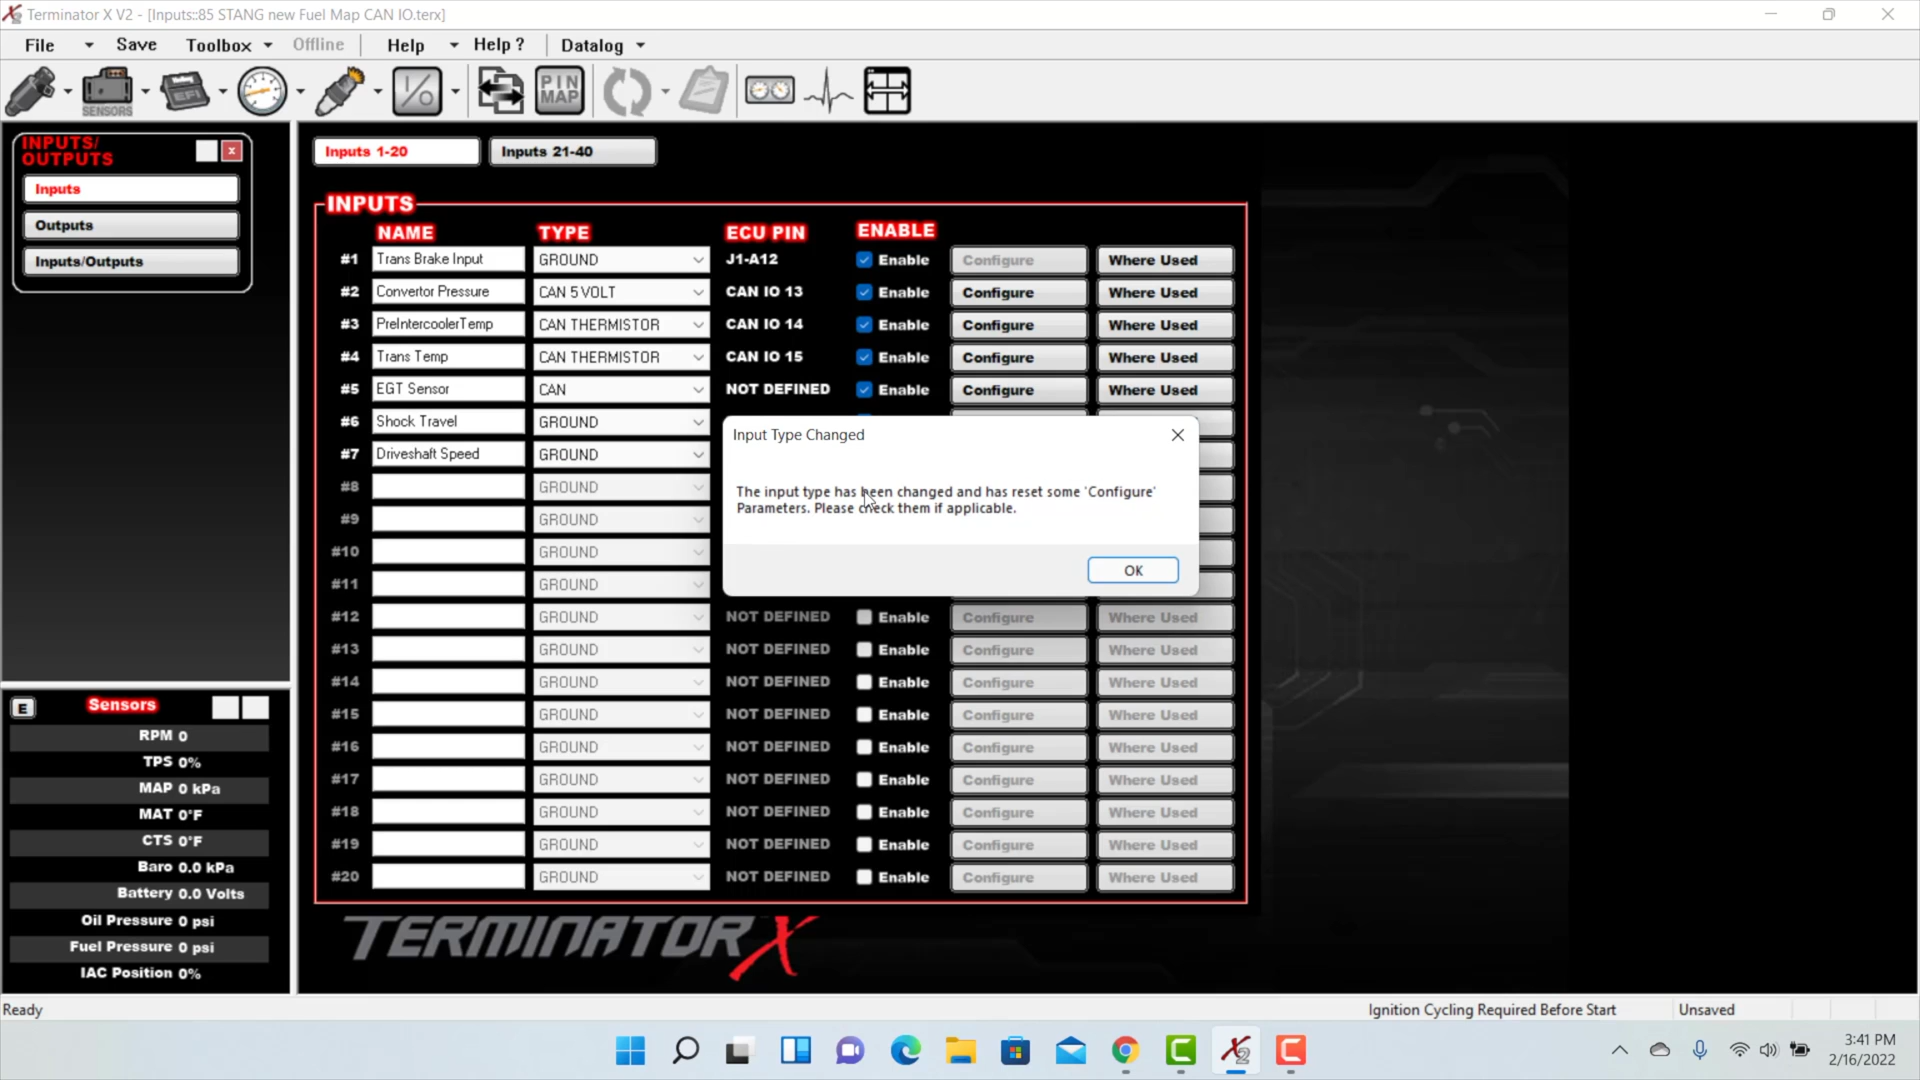 Terminator X V2 - [Inputs::85 STANG new Fuel Map CAN IO.terx]
File Save Toolbox Offline Help Help ? Datalog
SENSORS EFI I/O PIN MAP
INPUTS/
OUTPUTS
Inputs
Outputs
Inputs/Outputs
Inputs 1-20 Inputs 21-40
INPUTS
NAME TYPE ECU PIN ENABLE
#1 Trans Brake Input GROUND J1-A12 Enable Configure Where Used
#2 Convertor Pressure CAN 5 VOLT CAN IO 13 Enable Configure Where Used
#3 PreIntercoolerTemp CAN THERMISTOR CAN IO 14 Enable Configure Where Used
#4 Trans Temp CAN THERMISTOR CAN IO 15 Enable Configure Where Used
#5 EGT Sensor CAN NOT DEFINED Enable Configure Where Used
#6 Shock Travel GROUND
#7 Driveshaft Speed GROUND
#8 GROUND
#9 GROUND
#10 GROUND
#11 GROUND
#12 GROUND NOT DEFINED Enable Configure Where Used
#13 GROUND NOT DEFINED Enable Configure Where Used
#14 GROUND NOT DEFINED Enable Configure Where Used
#15 GROUND NOT DEFINED Enable Configure Where Used
#16 GROUND NOT DEFINED Enable Configure Where Used
#17 GROUND NOT DEFINED Enable Configure Where Used
#18 GROUND NOT DEFINED Enable Configure Where Used
#19 GROUND NOT DEFINED Enable Configure Where Used
#20 GROUND NOT DEFINED Enable Configure Where Used
Input Type Changed
The input type has been changed and has reset some 'Configure'
Parameters. Please check them if applicable.
OK
E Sensors
RPM 0
TPS 0%
MAP 0 kPa
MAT 0°F
CTS 0°F
Baro 0.0 kPa
Battery 0.0 Volts
Oil Pressure 0 psi
Fuel Pressure 0 psi
IAC Position 0%
TERMINATOR X
Ready Ignition Cycling Required Before Start Unsaved
3:41 PM
2/16/2022